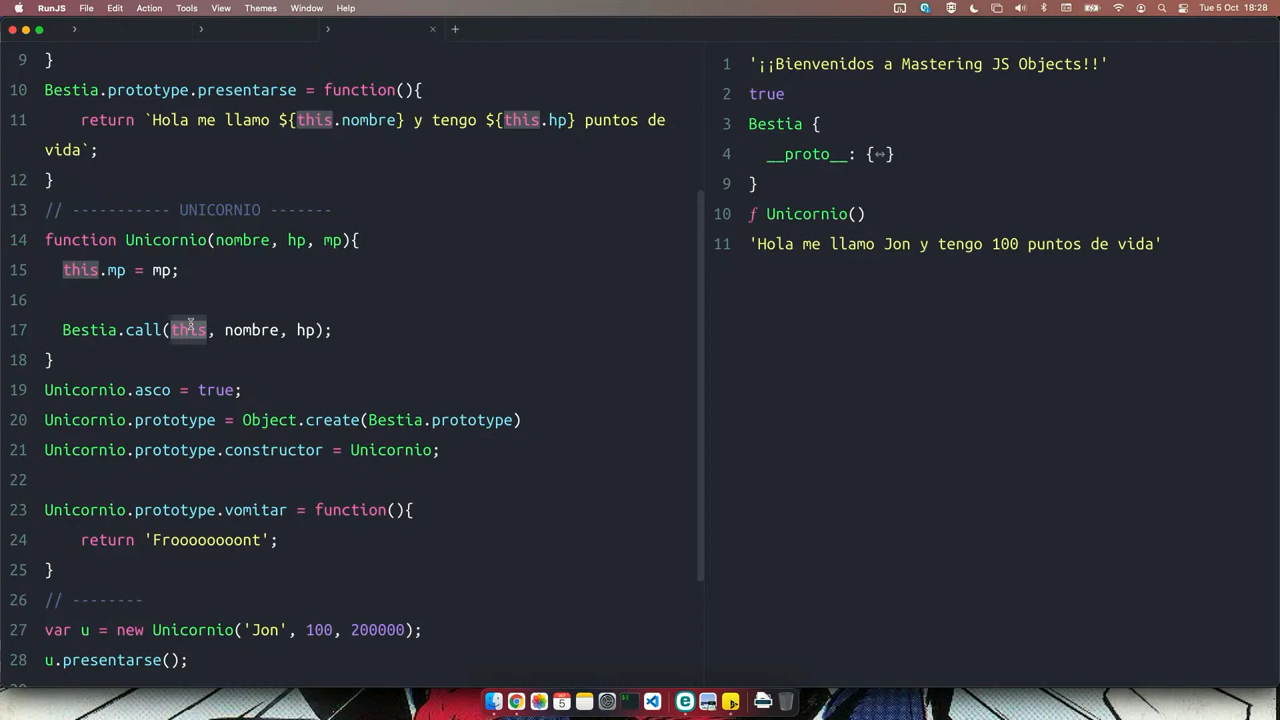 RunJS File Edit Action Tools View Themes Window Help Tue 5 Oct 18:28
9 }
10 Bestia.prototype.presentarse = function(){
11 return `Hola me llamo ${this.nombre} y tengo ${this.hp} puntos de
vida`;
12 }
13 // ----------- UNICORNIO -------
14 function Unicornio(nombre, hp, mp){
15 this.mp = mp;
16
17 Bestia.call(this, nombre, hp);
18 }
19 Unicornio.asco = true;
20 Unicornio.prototype = Object.create(Bestia.prototype)
21 Unicornio.prototype.constructor = Unicornio;
22
23 Unicornio.prototype.vomitar = function(){
24 return 'Froooooooont';
25 }
26 // --------
27 var u = new Unicornio('Jon', 100, 200000);
28 u.presentarse();
1 '¡¡Bienvenidos a Mastering JS Objects!!'
2 true
3 Bestia {
4 __proto__: {↔}
9 }
10 ƒ Unicornio()
11 'Hola me llamo Jon y tengo 100 puntos de vida'